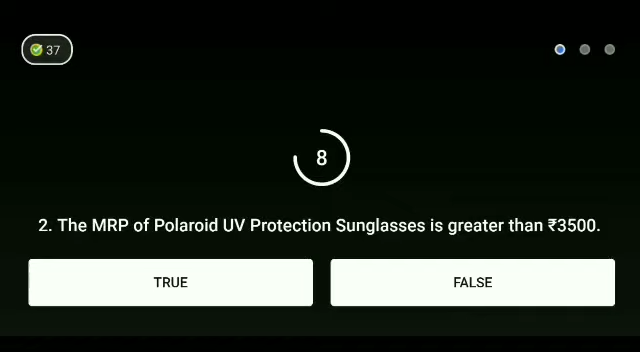 37
8
2. The MRP of Polaroid UV Protection Sunglasses is greater than ₹3500.
TRUE
FALSE